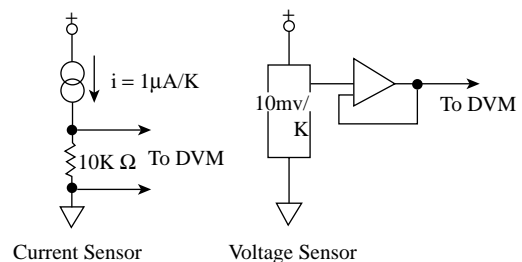 +
i = 1µA/K
10K Ω
To DVM
Current Sensor
+
10mv/
K
To DVM
Voltage Sensor